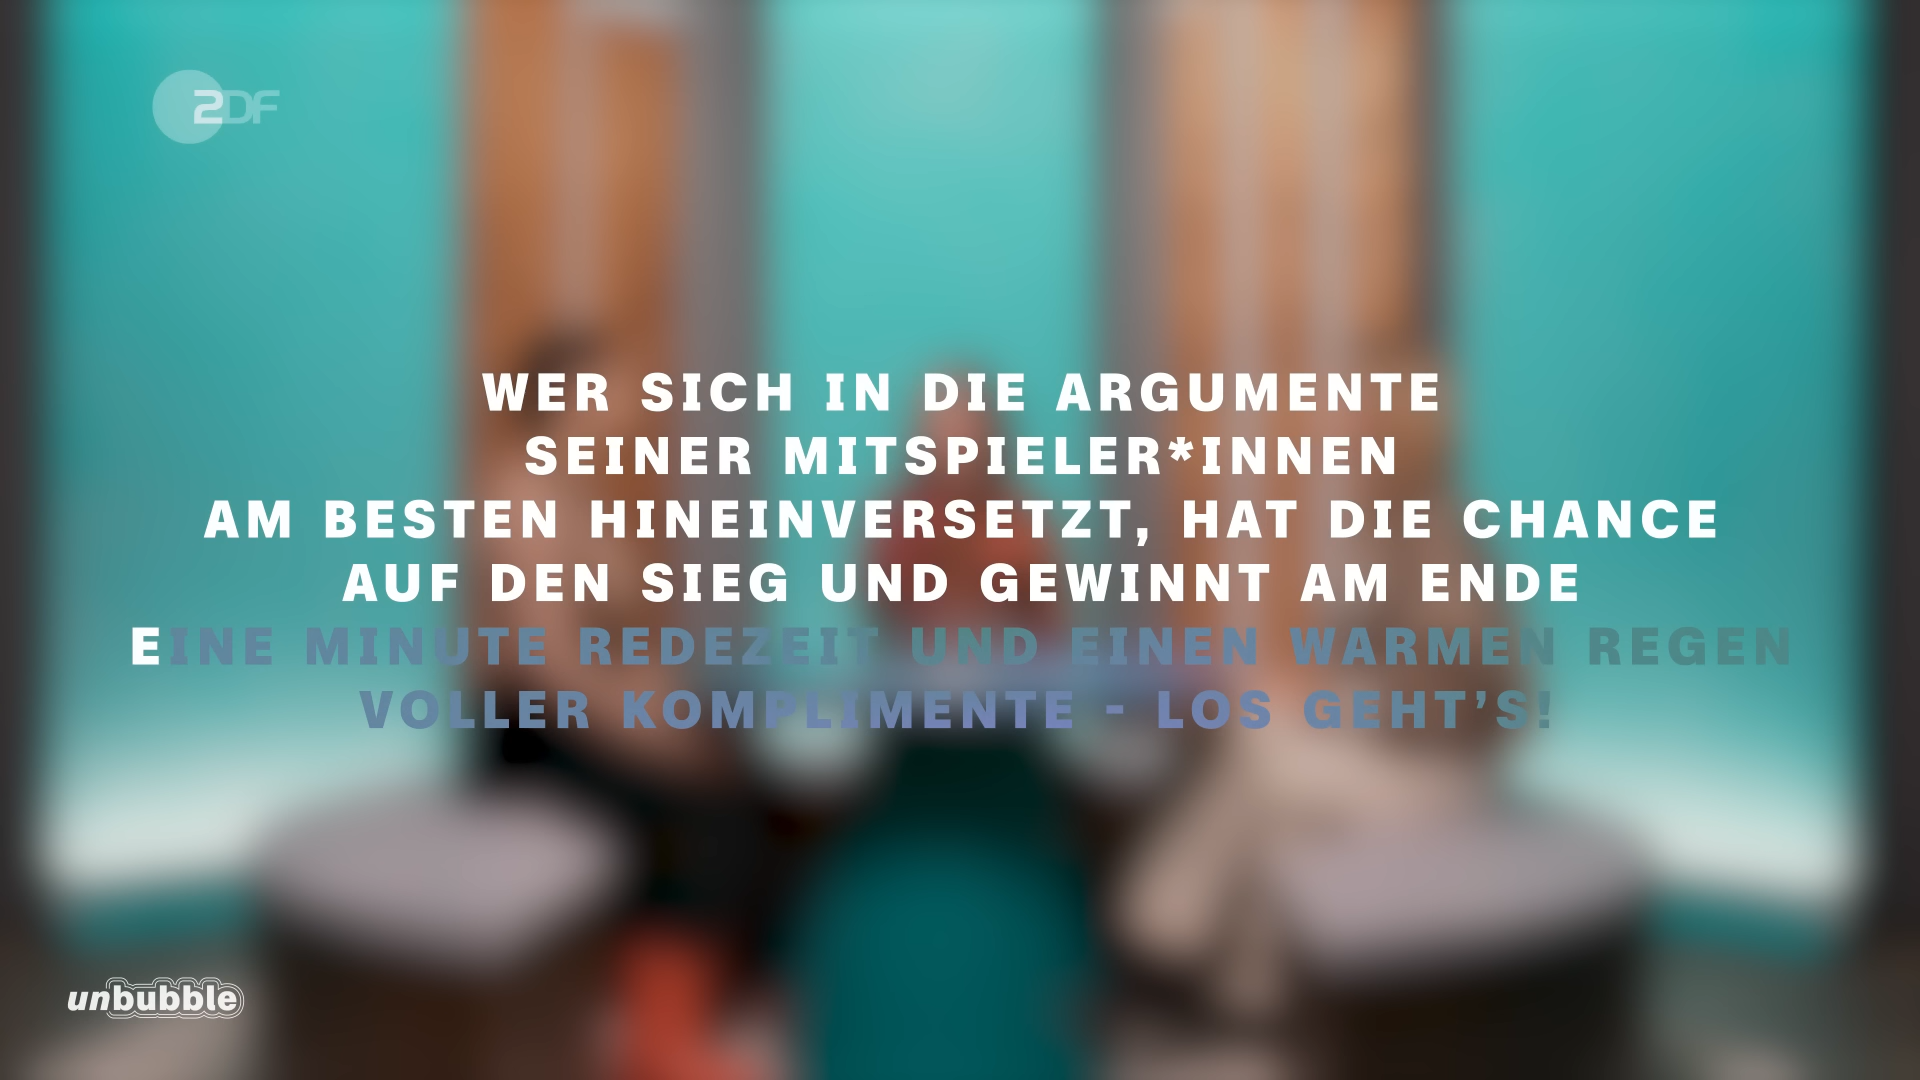 ZDF
WER SICH IN DIE ARGUMENTE
SEINER MITSPIELER*INNEN
AM BESTEN HINEINVERSETZT, HAT DIE CHANCE
AUF DEN SIEG UND GEWINNT AM ENDE
EINE MINUTE REDEZEIT UND EINEN WARMEN REGEN
VOLLER KOMPLIMENTE - LOS GEHT'S!
unbubble